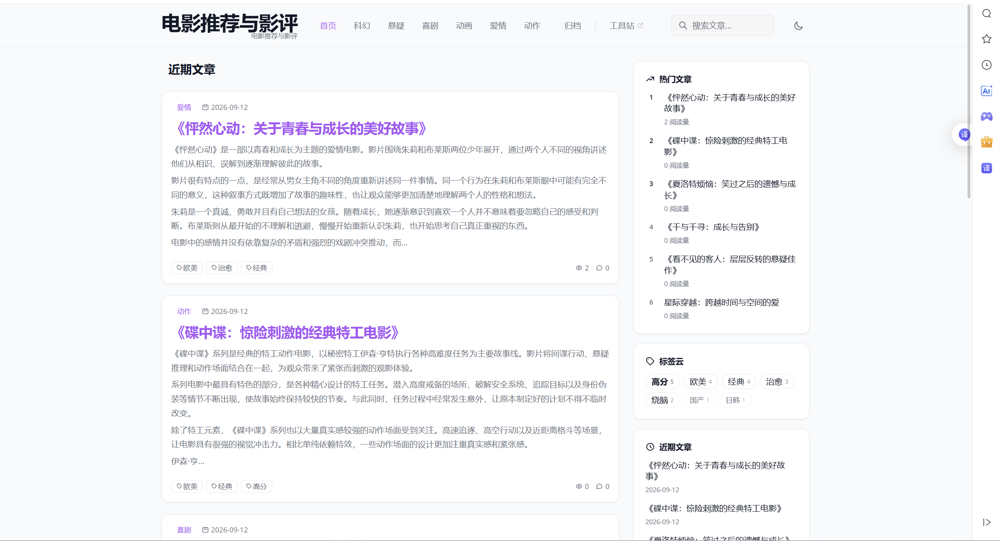 电影推荐与影评
电影推荐与影评
首页 科幻 悬疑 喜剧 动画 爱情 动作 归档 工具站 搜索文章...
近期文章
爱情 2026-09-12
《怦然心动：关于青春与成长的美好故事》
《怦然心动》是一部以青春和成长为主题的爱情电影。影片围绕朱莉和布莱斯两位少年展开，通过两个人不同的视角讲述
他们从相识、误解到逐渐理解彼此的故事。
影片很有特点的一点，是经常从男女主角不同的角度重新讲述同一件事情。同一个行为在朱莉和布莱斯眼中可能有完全不
同的意义，这种叙事方式既增加了故事的趣味性，也让观众能够更加清楚地理解两个人的性格和想法。
朱莉是一个真诚、勇敢并且有自己想法的女孩。随着成长，她逐渐意识到喜欢一个人并不意味着要忽略自己的感受和判
断。布莱斯则从最开始的不理解和逃避，慢慢开始重新认识朱莉，也开始思考自己真正重视的东西。
电影中的感情并没有依靠复杂的矛盾和强烈的戏剧冲突推动，而...
欧美 治愈 经典 2 0
动作 2026-09-12
《碟中谍：惊险刺激的经典特工电影》
《碟中谍》系列是经典的特工动作电影，以秘密特工伊森·亨特执行各种高难度任务为主要故事线。影片将间谍行动、悬疑
推理和动作场面结合在一起，为观众带来了紧张而刺激的观影体验。
系列电影中最具有特色的部分，是各种精心设计的特工任务。潜入高度戒备的场所、破解安全系统、追踪目标以及身份伪
装等情节不断出现，使故事始终保持较快的节奏。与此同时，任务过程中经常发生意外，让原本制定好的计划不得不临时
改变。
除了特工元素，《碟中谍》系列也以大量真实感较强的动作场面受到关注。高速追逐、高空行动以及近距离格斗等场景，
让电影具有很强的视觉冲击力。相比单纯依赖特效，一些动作场面的设计更加注重真实感和紧张感。
伊森·亨...
欧美 经典 高分 0 0
喜剧 2026-09-12
热门文章
1 《怦然心动：关于青春与成长的美好
故事》
2 阅读量
2 《碟中谍：惊险刺激的经典特工电
影》
0 阅读量
3 《夏洛特烦恼：笑过之后的遗憾与成
长》
0 阅读量
4 《千与千寻：成长与告别》
0 阅读量
5 《看不见的客人：层层反转的悬疑佳
作》
0 阅读量
6 星际穿越：跨越时间与空间的爱
0 阅读量
标签云
高分 5 欧美 4 经典 4 治愈 3
烧脑 2 国产 1 日韩 1
近期文章
《怦然心动：关于青春与成长的美好故
事》
2026-09-12
《碟中谍：惊险刺激的经典特工电影》
2026-09-12
《夏洛特烦恼：笑过之后的遗憾与成长》
AI
译
译